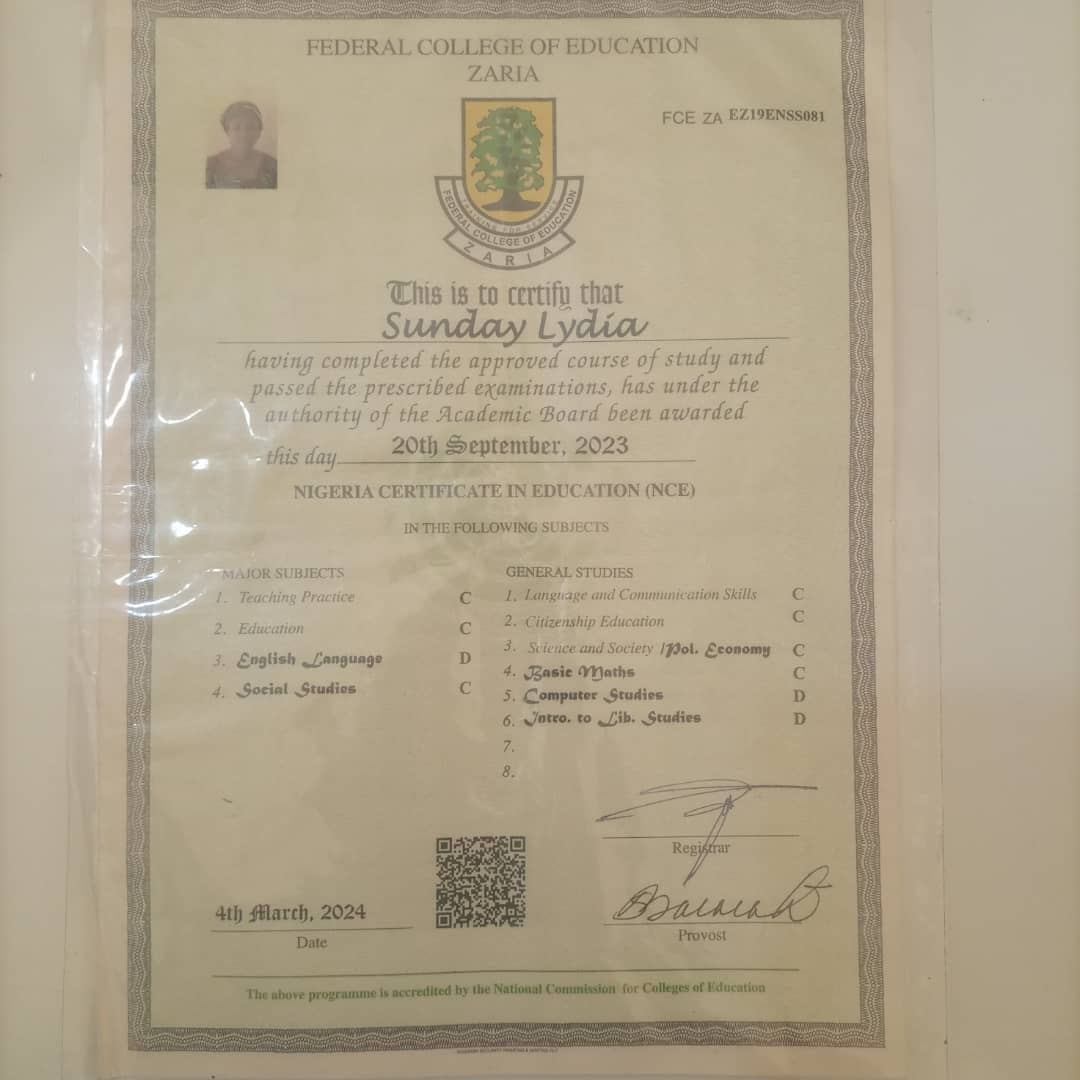 FEDERAL COLLEGE OF EDUCATION
ZARIA
FCE ZA EZ19ENSS081
TRAINING FOR SERVICE
FEDERAL COLLEGE OF EDUCATION
ZARIA
This is to certify that
Sunday Lydia
having completed the approved course of study and
passed the prescribed examinations, has under the
authority of the Academic Board been awarded
this day 20th September, 2023
NIGERIA CERTIFICATE IN EDUCATION (NCE)
IN THE FOLLOWING SUBJECTS
MAJOR SUBJECTS
1. Teaching Practice C
2. Education C
3. English Language D
4. Social Studies C
GENERAL STUDIES
1. Language and Communication Skills C
2. Citizenship Education C
3. Science and Society /Pol. Economy C
4. Basic Maths C
5. Computer Studies D
6. Intro. to Lib. Studies D
7.
8.
Registrar
4th March, 2024
Date
Provost
The above programme is accredited by the National Commission for Colleges of Education